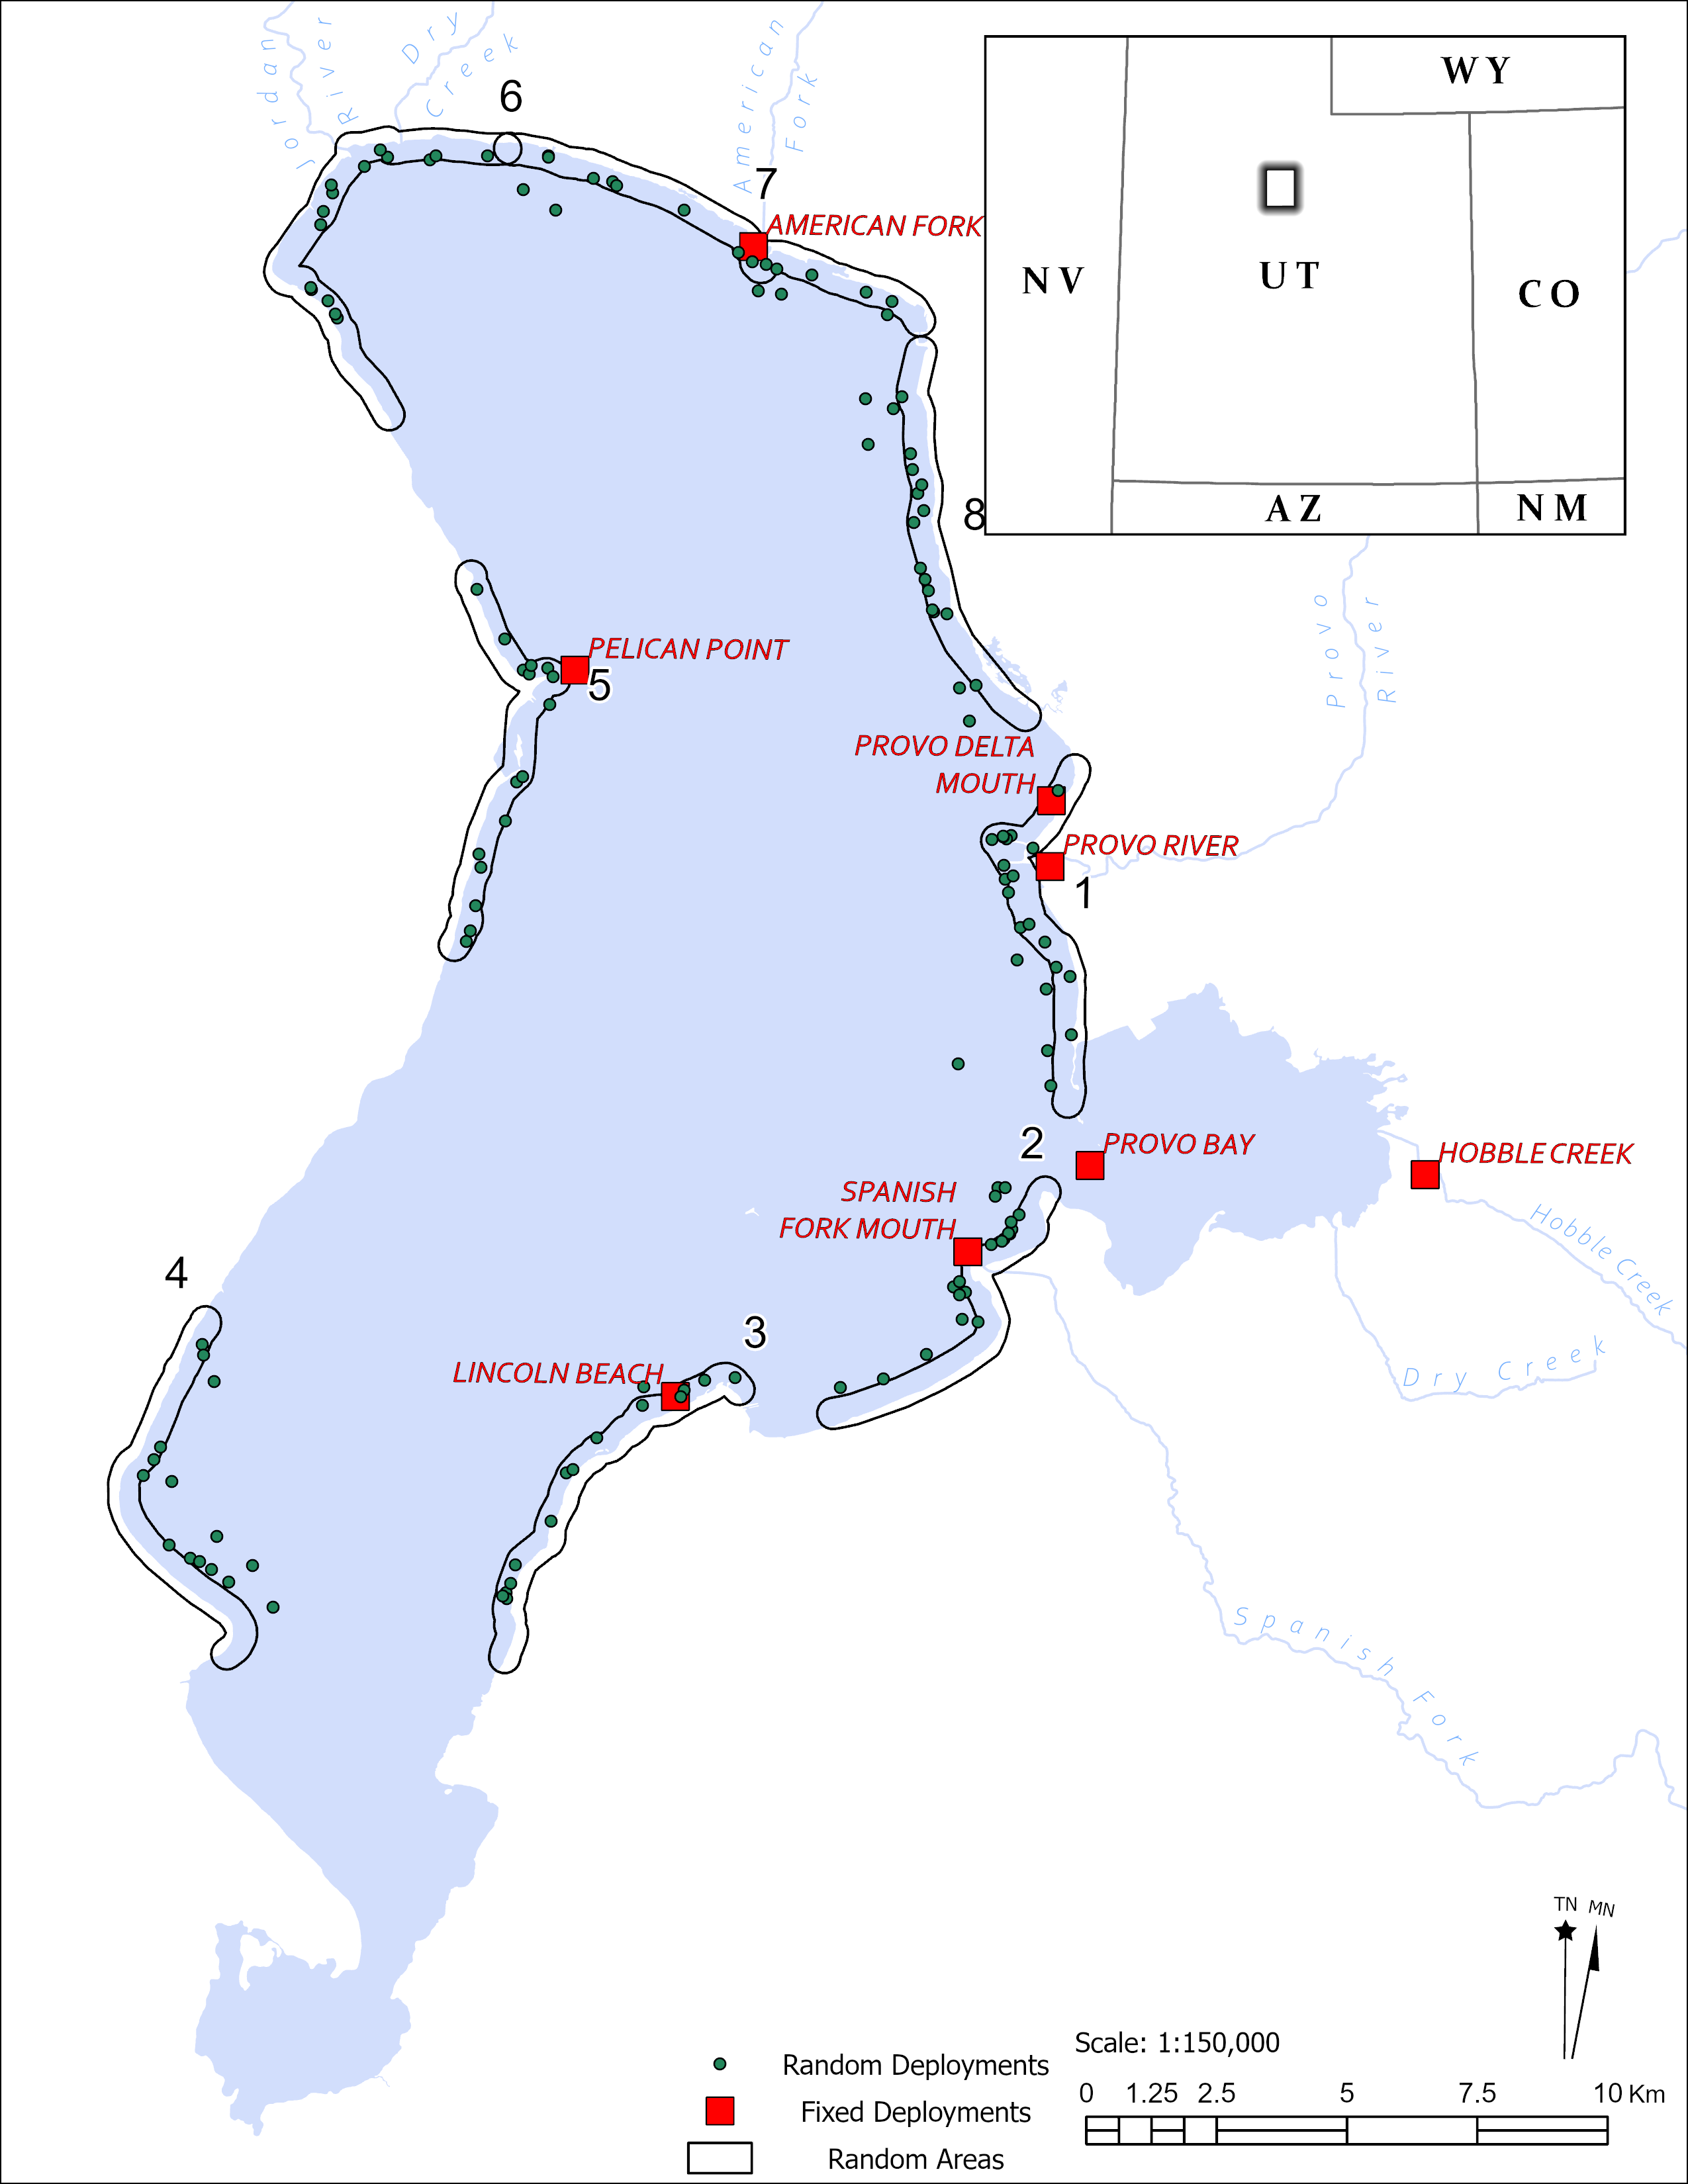 Jordan
River
Dry
Creek
American
Fork
6
7
AMERICAN FORK
WY
NV
UT
CO
AZ
NM
8
Provo
River
PELICAN POINT
5
PROVO DELTA
MOUTH
PROVO RIVER
1
2
PROVO BAY
HOBBLE CREEK
SPANISH
FORK MOUTH
Hobble Creek
4
3
LINCOLN BEACH
Dry Creek
Spanish Fork
TN MN
Scale: 1:150,000
0 1.25 2.5 5 7.5 10 Km
Random Deployments
Fixed Deployments
Random Areas